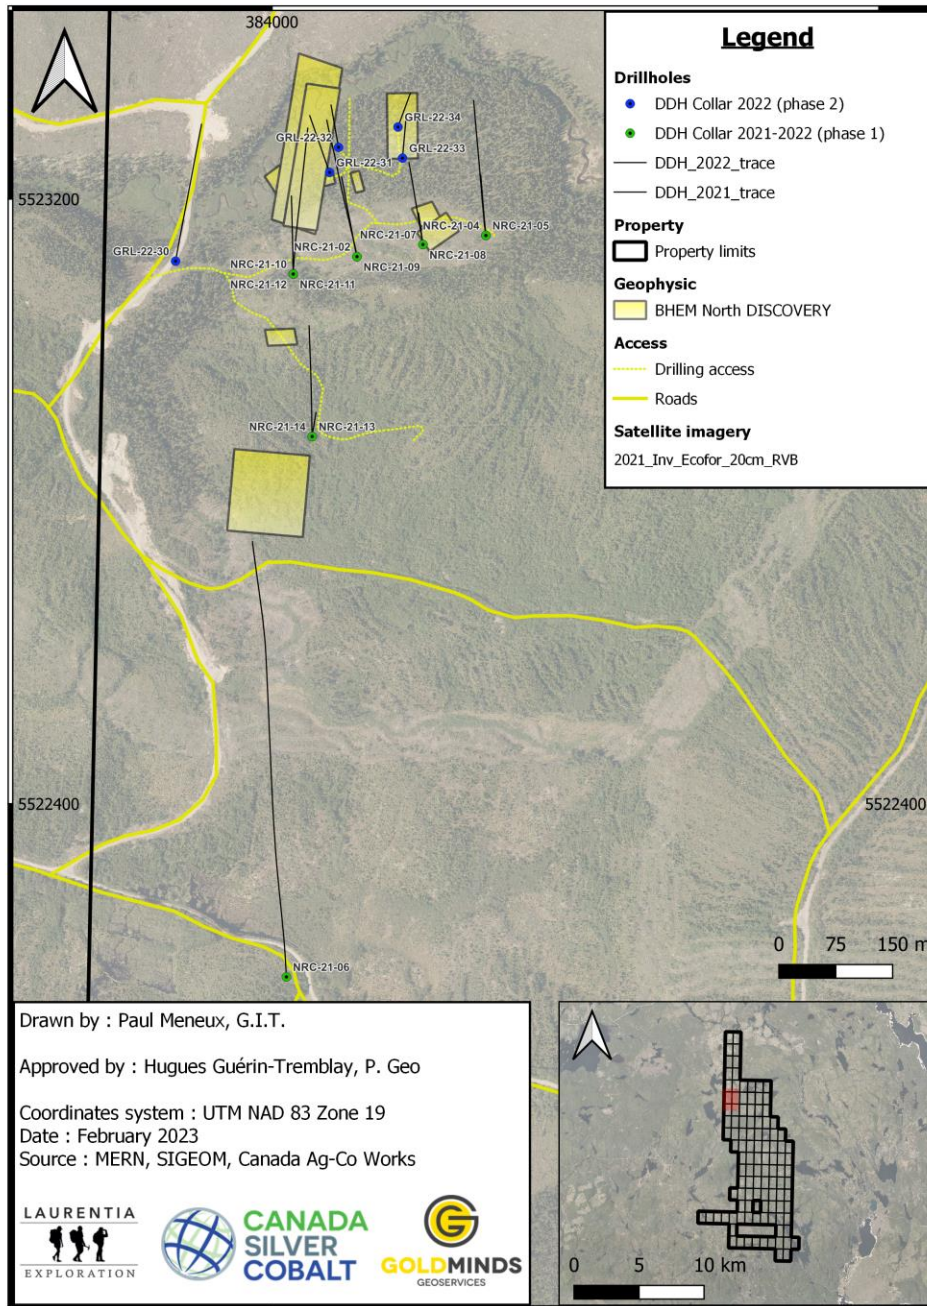 384000
5523200
GRL-22-34
GRL-22-32
GRL-22-33
GRL-22-31
NRC-21-04
NRC-21-05
NRC-21-07
NRC-21-02
NRC-21-08
GRL-22-30
NRC-21-10
NRC-21-09
NRC-21-12
NRC-21-11
NRC-21-14
NRC-21-13
5522400
5522400
NRC-21-06
0 75 150 m
Legend
Drillholes
DDH Collar 2022 (phase 2)
DDH Collar 2021-2022 (phase 1)
DDH_2022_trace
DDH_2021_trace
Property
Property limits
Geophysic
BHEM North DISCOVERY
Access
Drilling access
Roads
Satellite imagery
2021_Inv_Ecofor_20cm_RVB
Drawn by : Paul Meneux, G.I.T.
Approved by : Hugues Guérin-Tremblay, P. Geo
Coordinates system : UTM NAD 83 Zone 19
Date : February 2023
Source : MERN, SIGEOM, Canada Ag-Co Works
LAURENTIA
EXPLORATION
CANADA
SILVER
COBALT
GOLDMINDS
GEOSERVICES
0 5 10 km